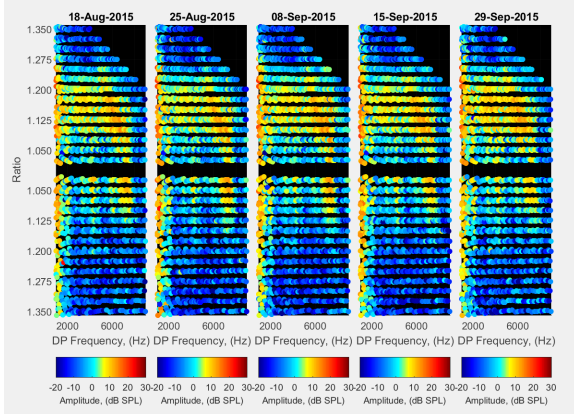 18-Aug-2015 25-Aug-2015 08-Sep-2015 15-Sep-2015 29-Sep-2015
1.350
1.275
1.200
1.125
1.050
Ratio
1.050
1.125
1.200
1.275
1.350
2000 6000 2000 6000 2000 6000 2000 6000 2000 6000
DP Frequency, (Hz) DP Frequency, (Hz) DP Frequency, (Hz) DP Frequency, (Hz) DP Frequency, (Hz)
-20 -10 0 10 20 30 -20 -10 0 10 20 30 -20 -10 0 10 20 30 -20 -10 0 10 20 30 -20 -10 0 10 20 30
Amplitude, (dB SPL) Amplitude, (dB SPL) Amplitude, (dB SPL) Amplitude, (dB SPL) Amplitude, (dB SPL)